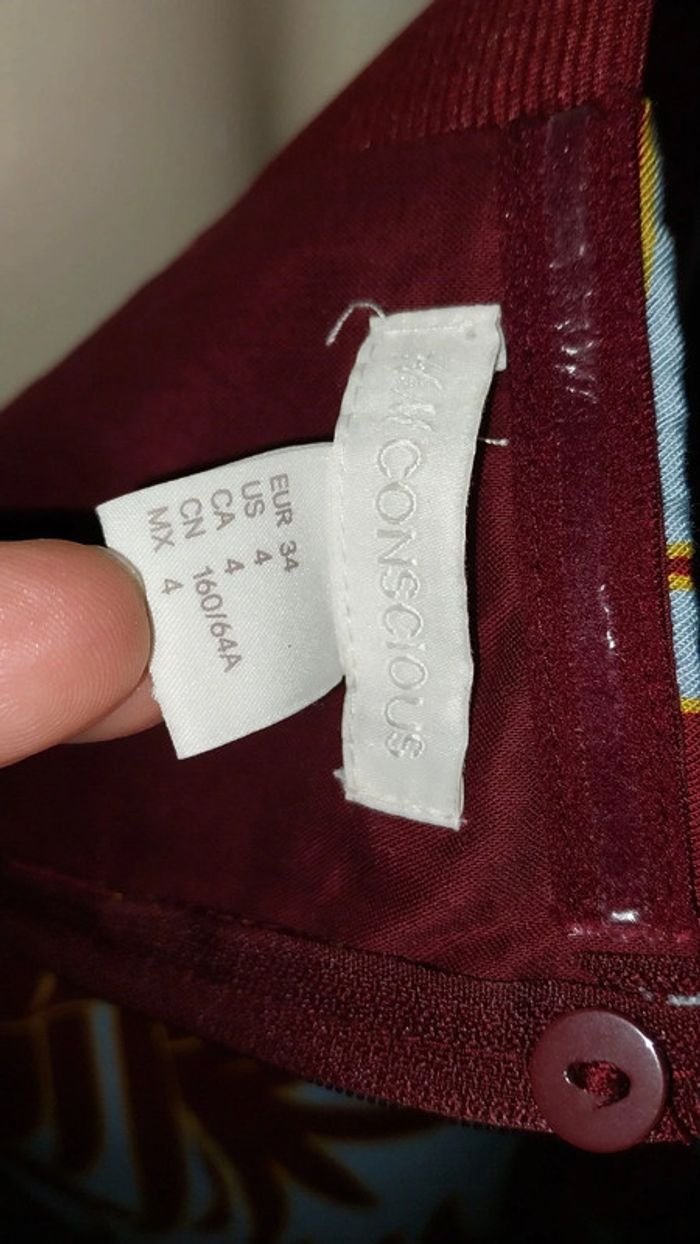 H&M CONSCIOUS
EUR 34
US 4
CA 4
CN 160/64A
MX 4